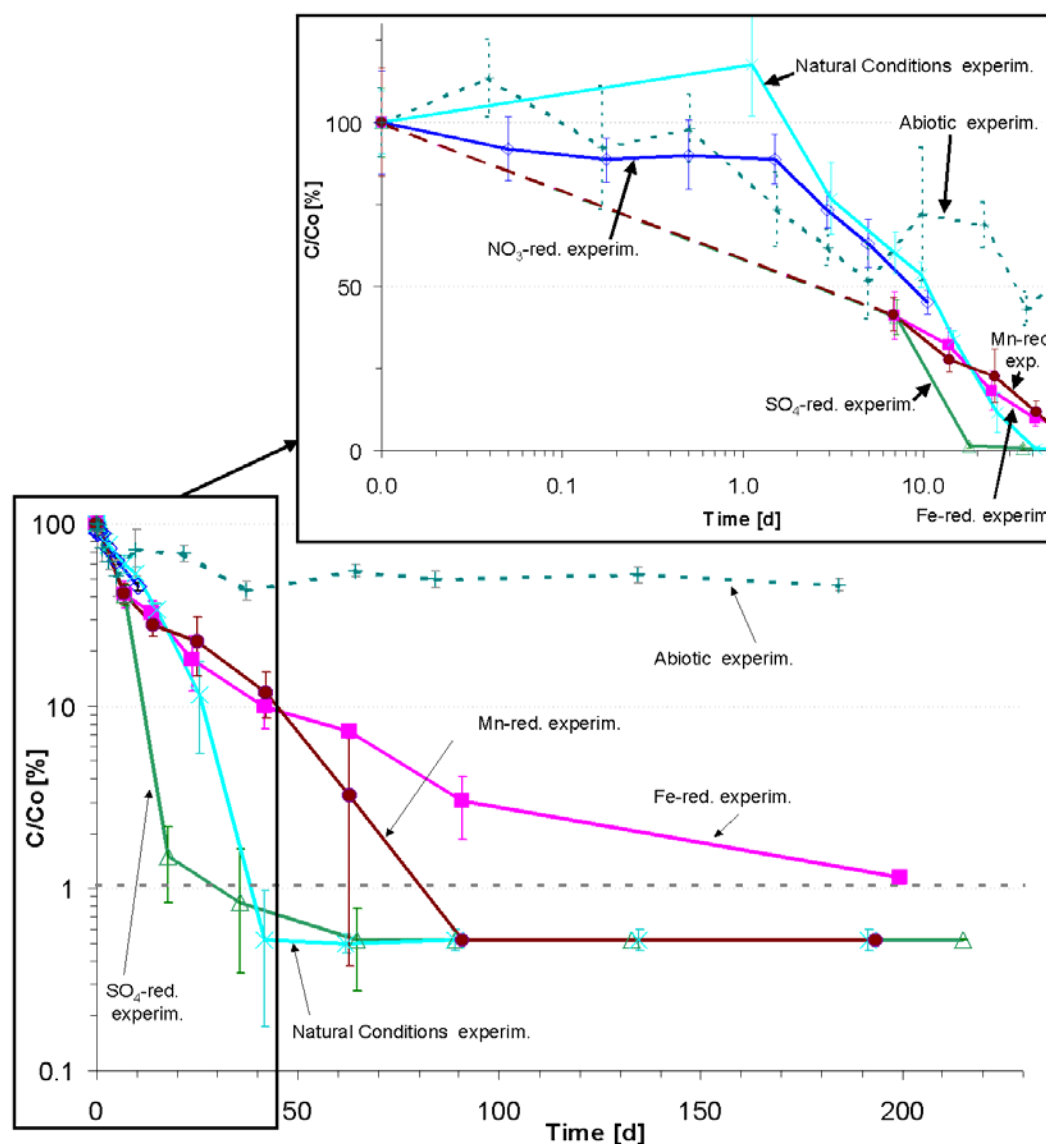 Natural Conditions experim.
Abiotic experim.
100
50
0
C/Co [%]
NO3-red. experim.
Mn-red
exp.
SO4-red. experim.
Fe-red. experim
0.0
0.1
1.0
10.0
Time [d]
100
10
1
0.1
C/Co [%]
Abiotic experim.
Mn-red. experim.
Fe-red. experim.
SO4-red.
experim.
Natural Conditions experim.
0
50
100
150
200
Time [d]